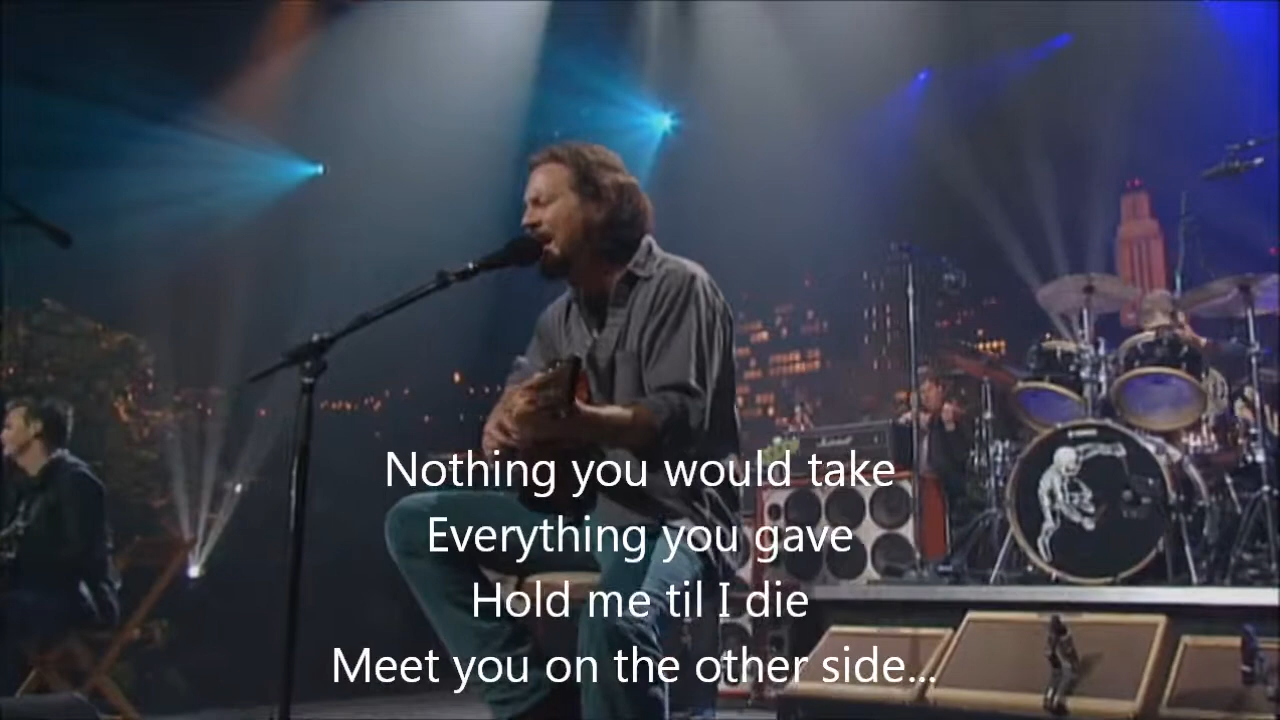 Nothing you would take
Everything you gave
Hold me til I die
Meet you on the other side...